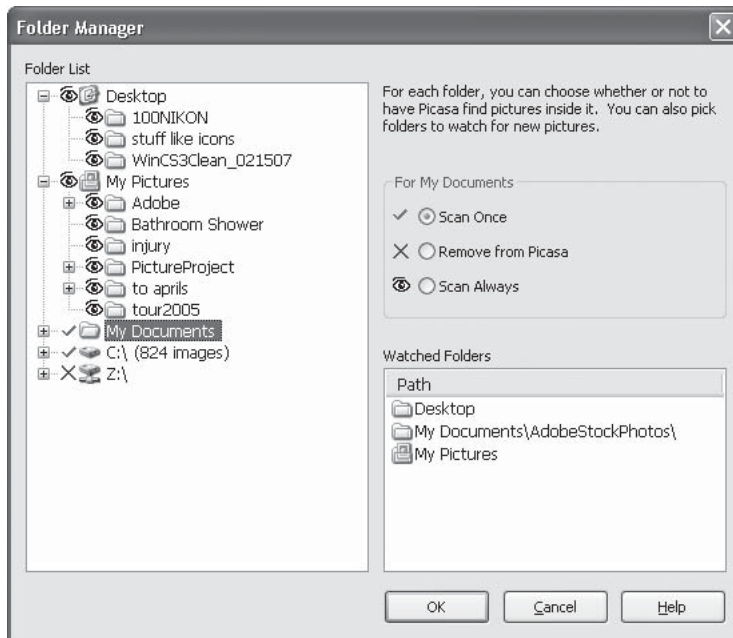 Folder Manager
Folder List
Desktop
100NIKON
stuff like icons
WinCS3Clean_021507
My Pictures
Adobe
Bathroom Shower
injury
PictureProject
to aprils
tour2005
My Documents
C:\ (824 images)
Z:\
For each folder, you can choose whether or not to
have Picasa find pictures inside it. You can also pick
folders to watch for new pictures.
For My Documents
Scan Once
Remove from Picasa
Scan Always
Watched Folders
Path
Desktop
My Documents\AdobeStockPhotos\
My Pictures
OK
Cancel
Help